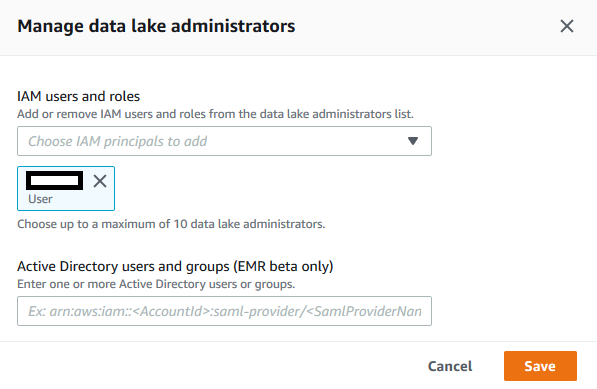 Manage data lake administrators
IAM users and roles
Add or remove IAM users and roles from the data lake administrators list.
Choose IAM principals to add
User
Choose up to a maximum of 10 data lake administrators.
Active Directory users and groups (EMR beta only)
Enter one or more Active Directory users or groups.
Ex: arn:aws:iam::<AccountId>:saml-provider/<SamlProviderNan
Cancel Save